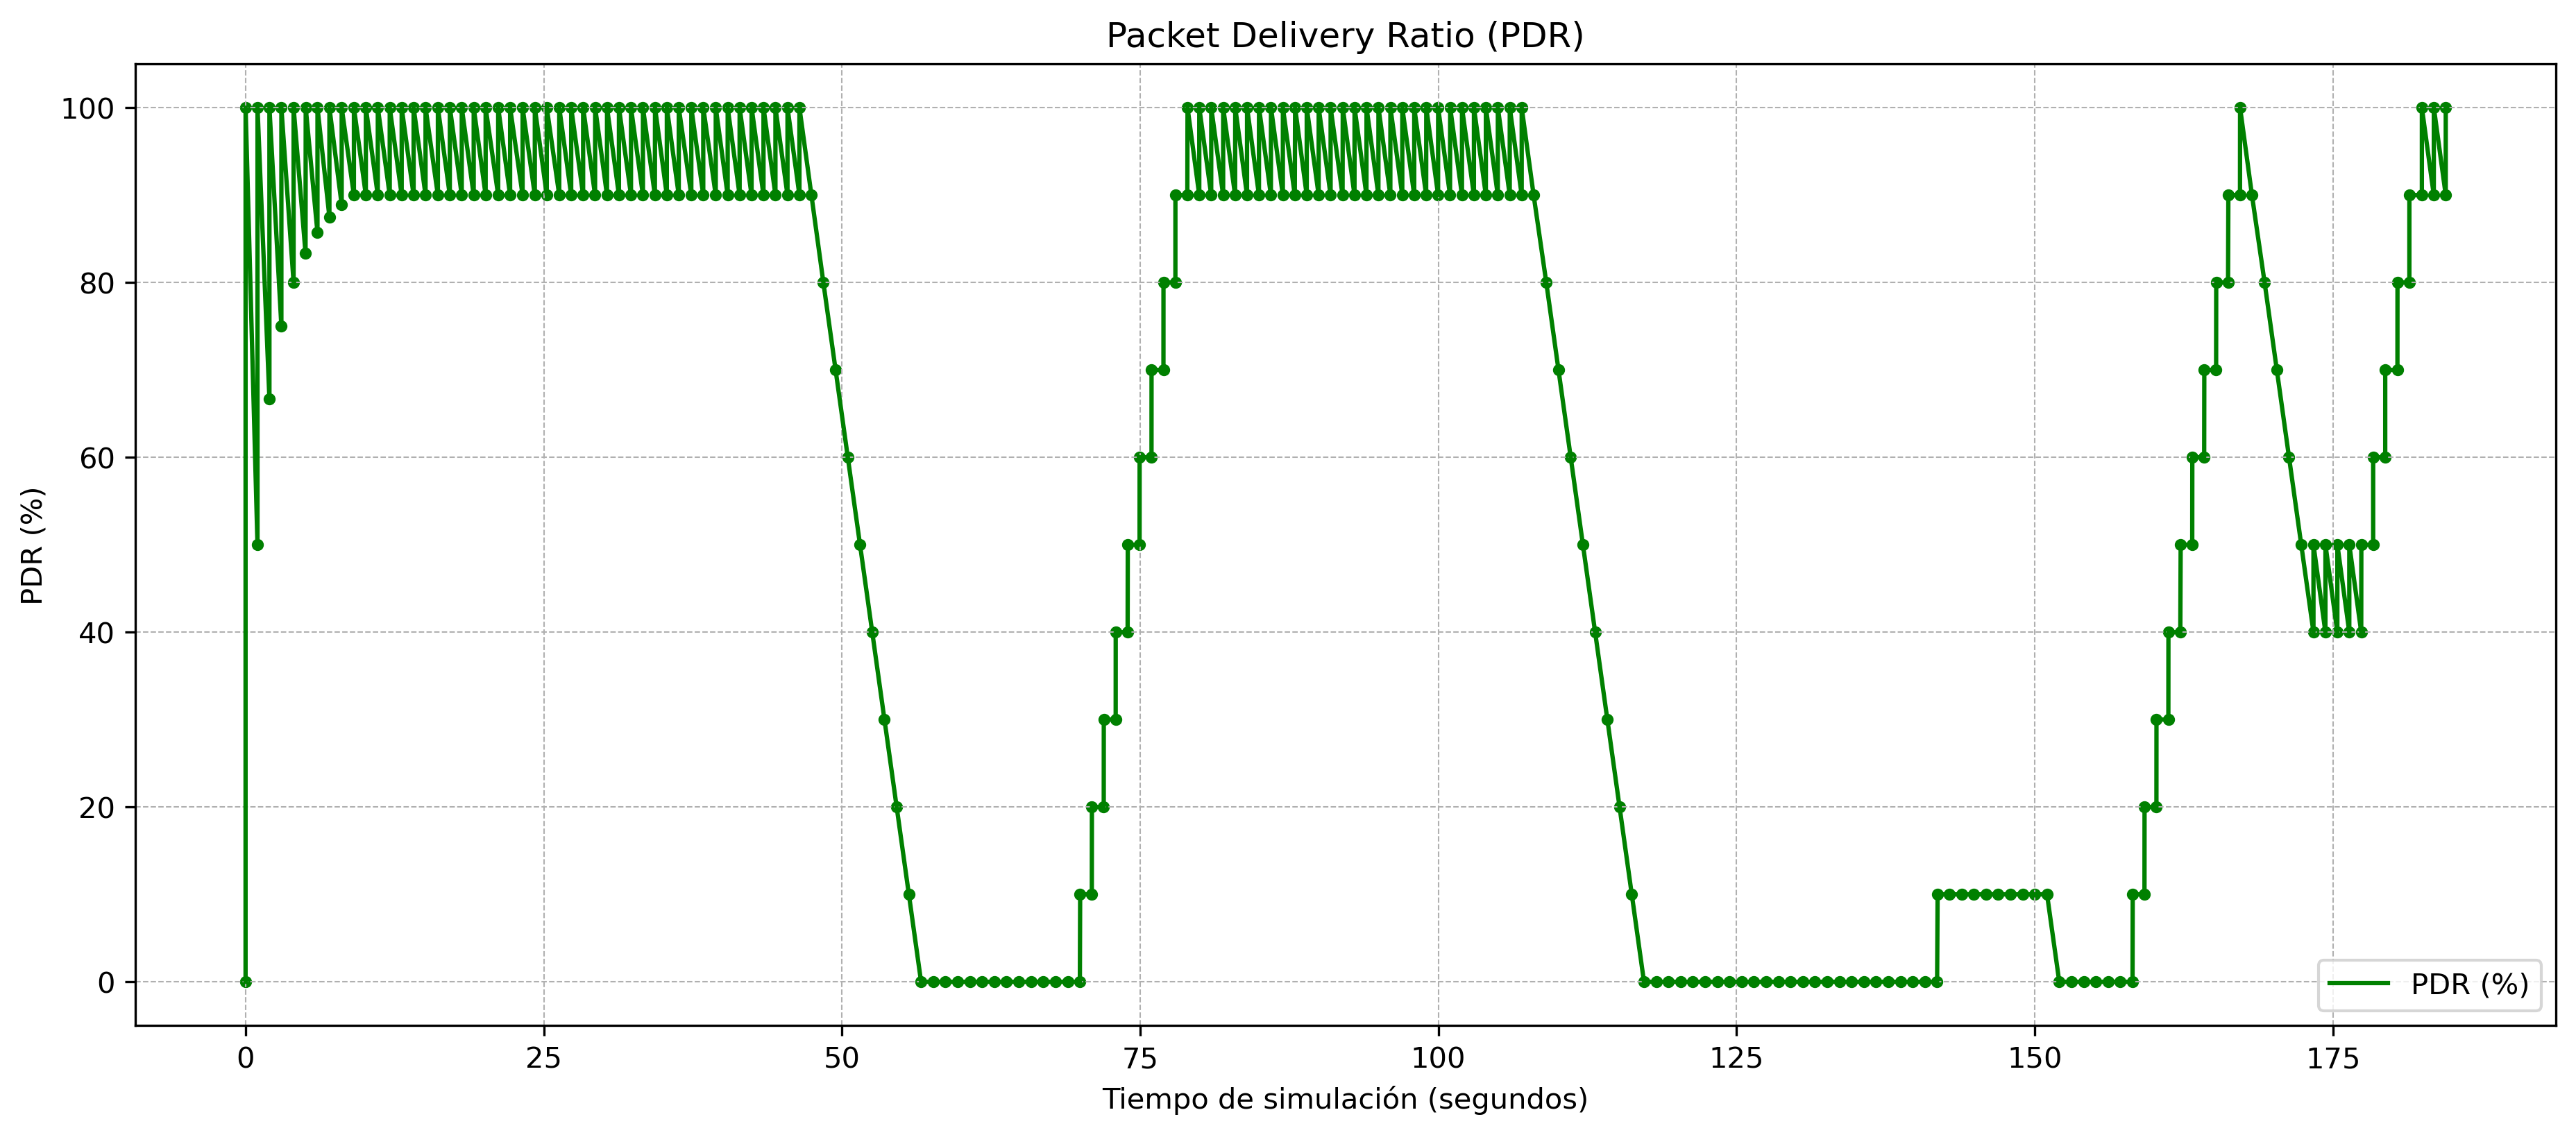 Packet Delivery Ratio (PDR)
100
80
60
40
20
0
PDR (%)
PDR (%)
0 25 50 75 100 125 150 175
Tiempo de simulación (segundos)